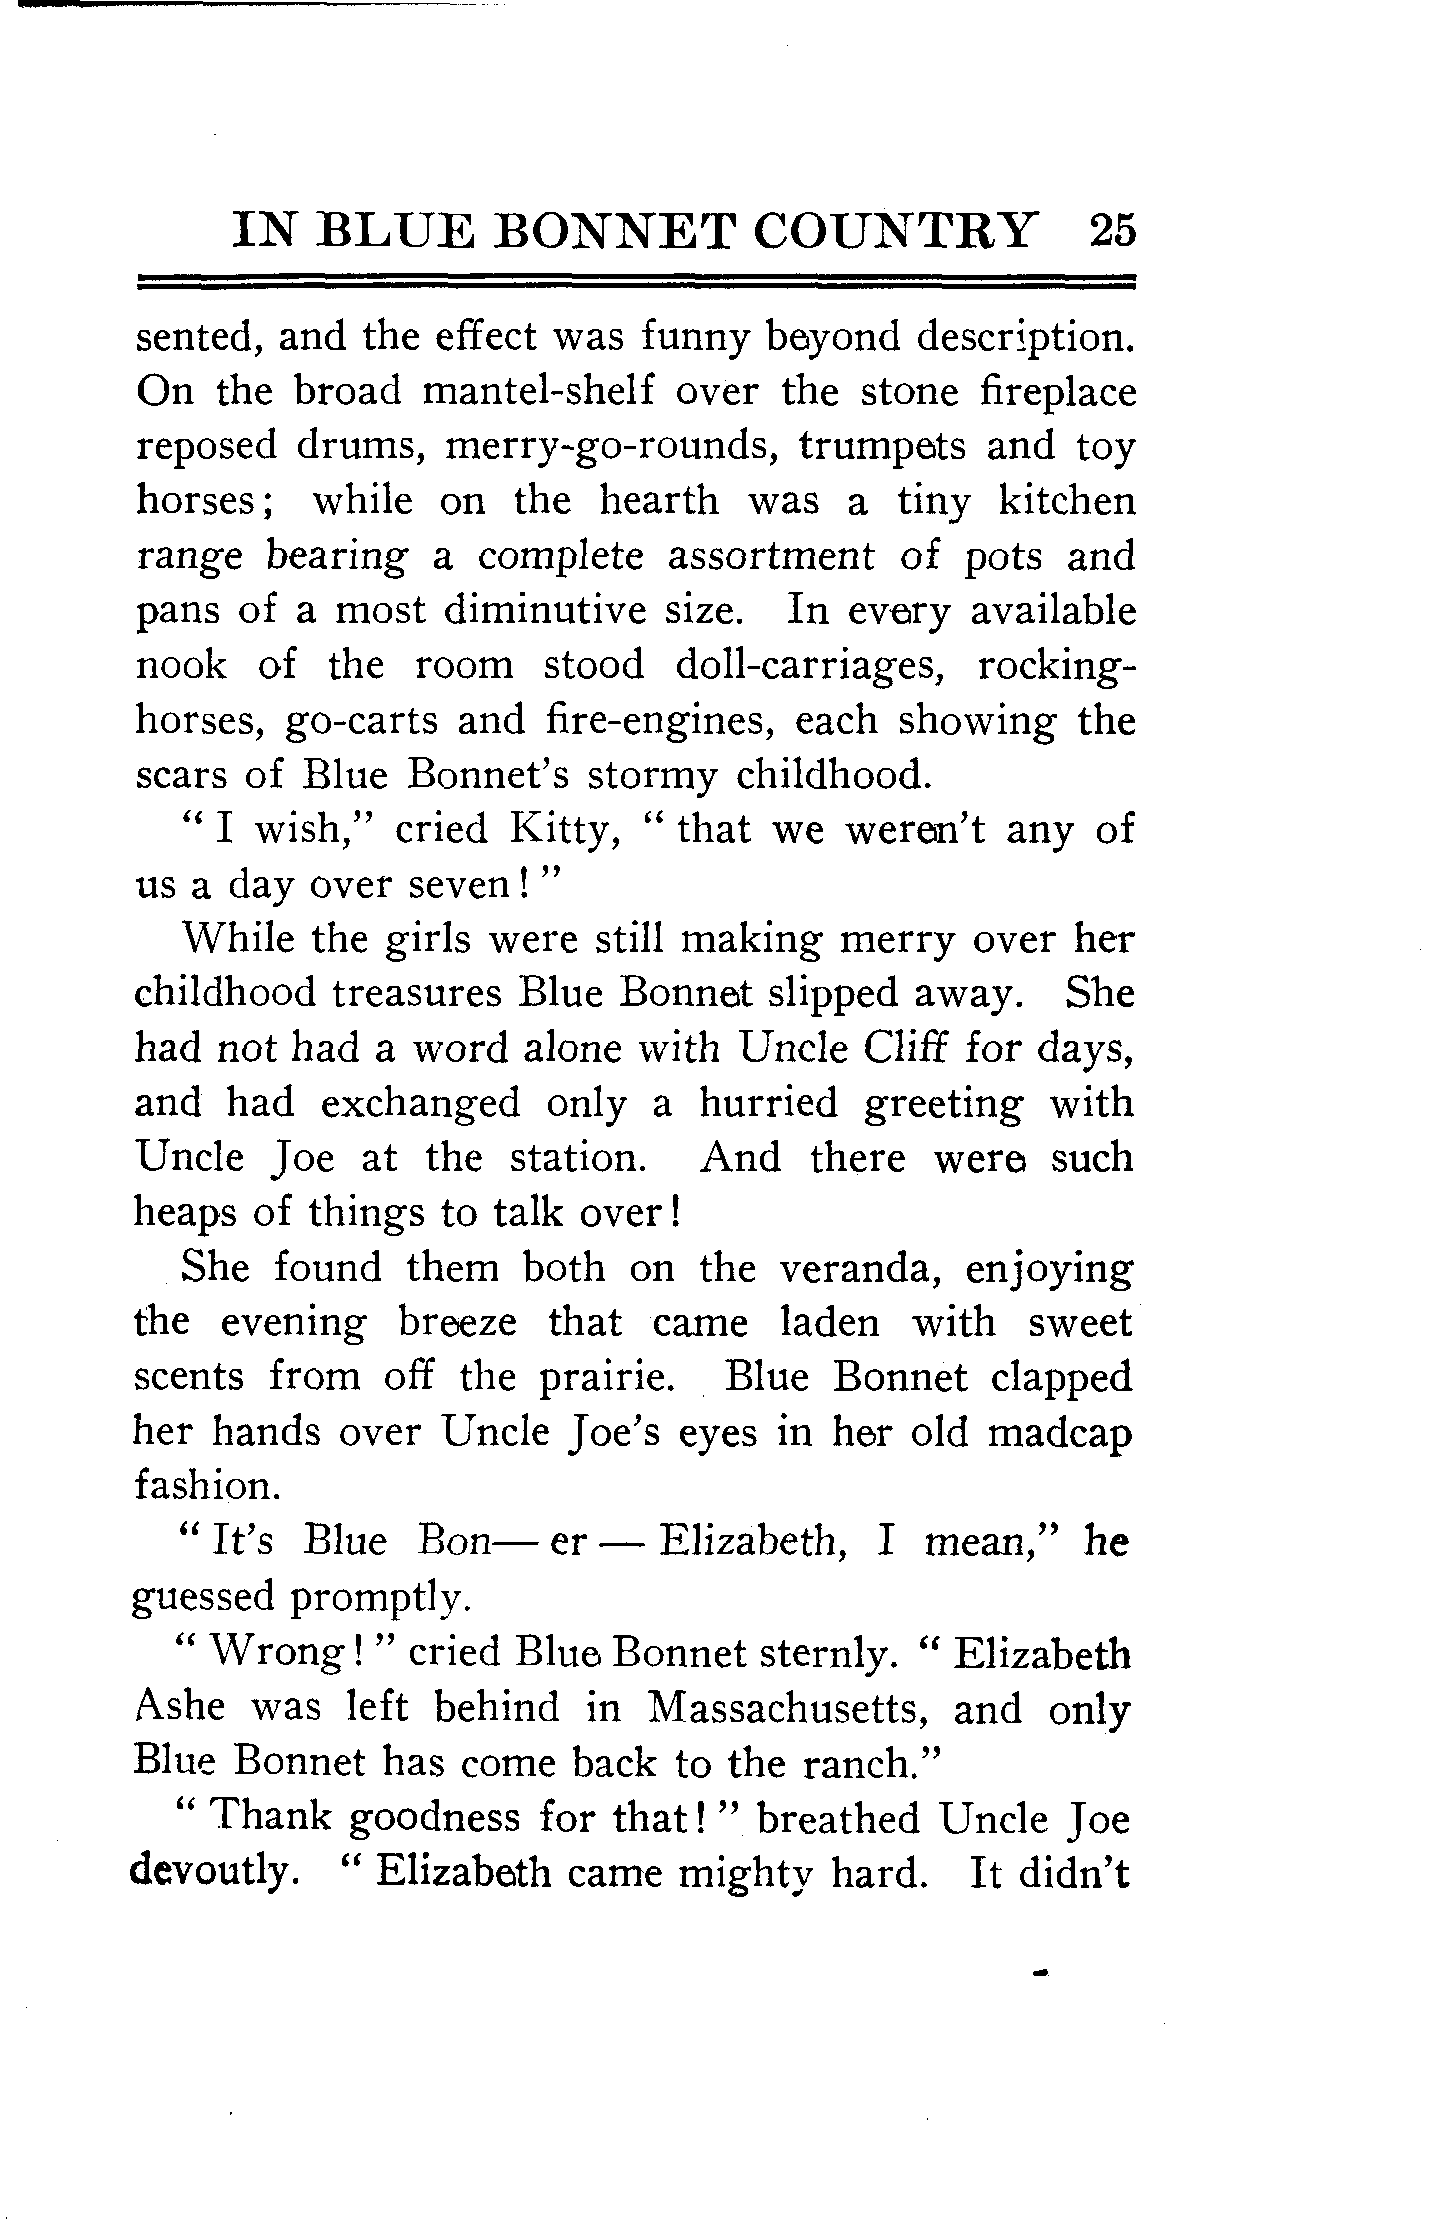 IN BLUE BONNET COUNTRY 25
sented, and the effect was funny beyond description.
On the broad mantel-shelf over the stone fireplace
reposed drums, merry-go-rounds, trumpets and toy
horses; while on the hearth was a tiny kitchen
range bearing a complete assortment of pots and
pans of a most diminutive size. In every available
nook of the room stood doll-carriages, rocking-
horses, go-carts and fire-engines, each showing the
scars of Blue Bonnet's stormy childhood.
" I wish," cried Kitty, " that we weren't any of
us a day over seven! "
While the girls were still making merry over her
childhood treasures Blue Bonnet slipped away. She
had not had a word alone with Uncle Cliff for days,
and had exchanged only a hurried greeting with
Uncle Joe at the station. And there were such
heaps of things to talk over!
She found them both on the veranda, enjoying
the evening breeze that came laden with sweet
scents from off the prairie. Blue Bonnet clapped
her hands over Uncle Joe's eyes in her old madcap
fashion.
" It's Blue Bon— er — Elizabeth, I mean," he
guessed promptly.
" Wrong! " cried Blue Bonnet sternly. " Elizabeth
Ashe was left behind in Massachusetts, and only
Blue Bonnet has come back to the ranch."
" Thank goodness for that! " breathed Uncle Joe
devoutly. " Elizabeth came mighty hard. It didn't